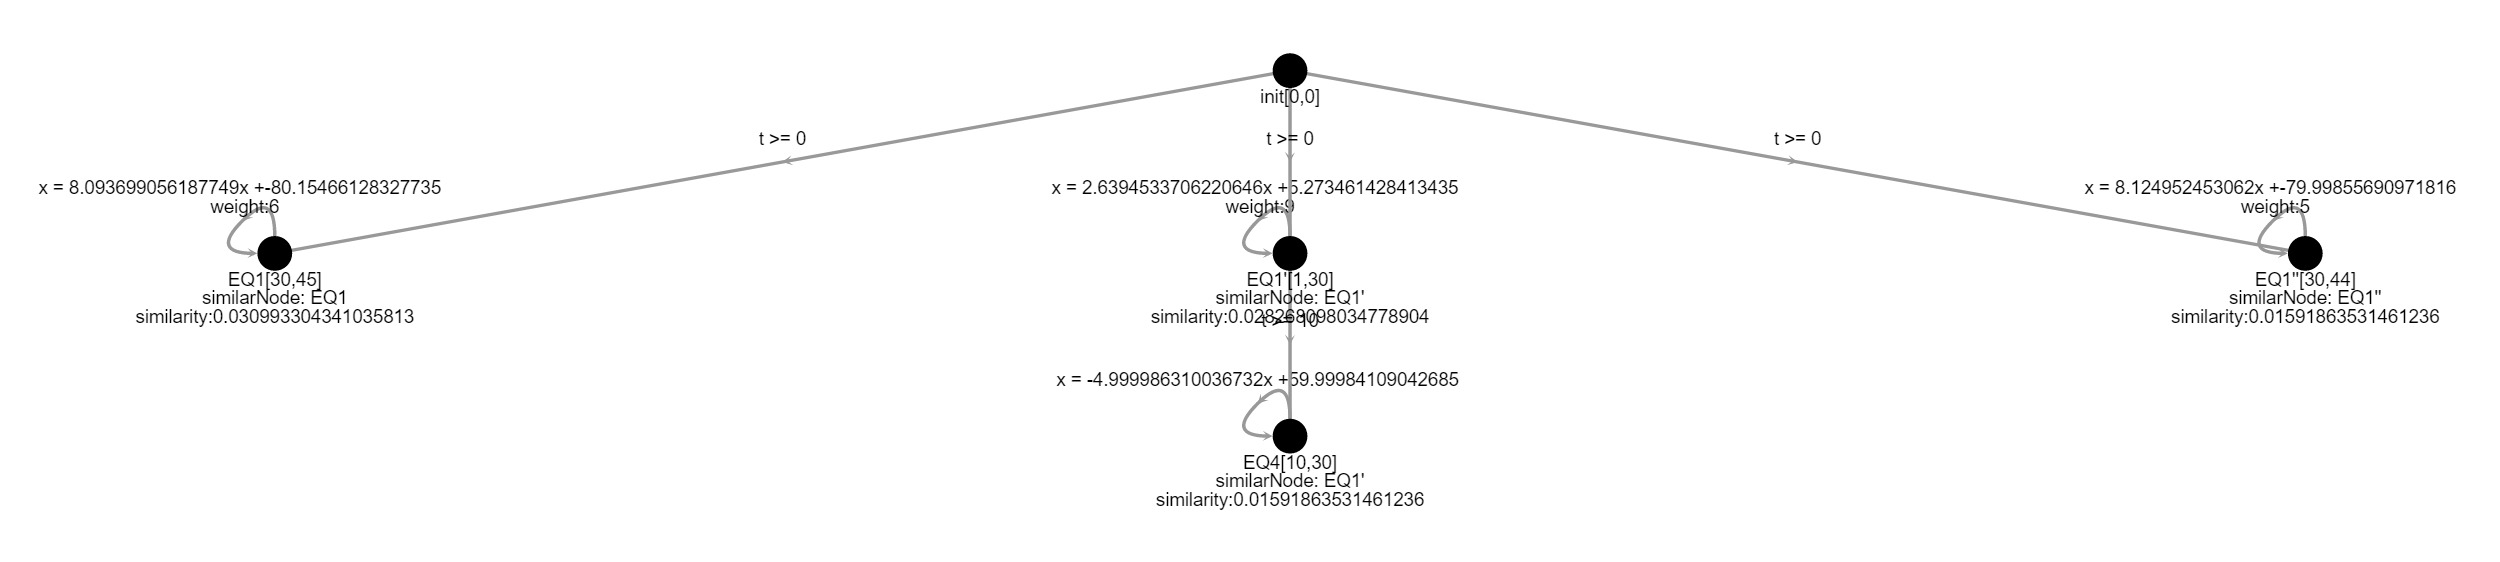 init[0,0]
t >= 0
t >= 0
t >= 0
x = 8.093699056187749x +-80.15466128327735
weight:6
x = 2.6394533706220646x +5.273461428413435
weight:9
x = 8.124952453062x +-79.99855690971816
weight:5
EQ1[30,45]
similarNode: EQ1
similarity:0.030993304341035813
EQ1'[1,30]
similarNode: EQ1'
similarity:0.028268098034778904
t >= 10
EQ1"[30,44]
similarNode: EQ1"
similarity:0.01591863531461236
x = -4.999986310036732x +59.99984109042685
EQ4[10,30]
similarNode: EQ1'
similarity:0.01591863531461236